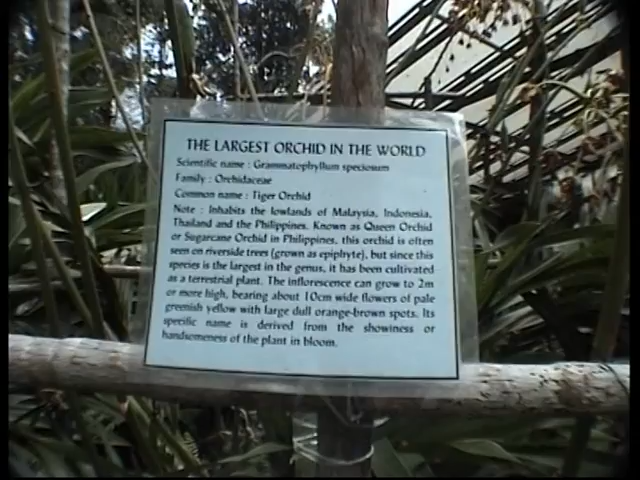 THE LARGEST ORCHID IN THE WORLD
Scientific name : Grammatophyllum speciosum
Family : Orchidaceae
Common name : Tiger Orchid
Note : Inhabits the lowlands of Malaysia, Indonesia,
Thailand and the Philippines. Known as Queen Orchid
or Sugarcane Orchid in Philippines, this orchid is often
seen on riverside trees (grown as epiphyte), but since this
species is the largest in the genus, it has been cultivated
as a terrestrial plant. The inflorescence can grow to 2m
or more high, bearing about 10cm wide flowers of pale
greenish yellow with large dull orange-brown spots. Its
specific name is derived from the showiness or
handsomeness of the plant in bloom.